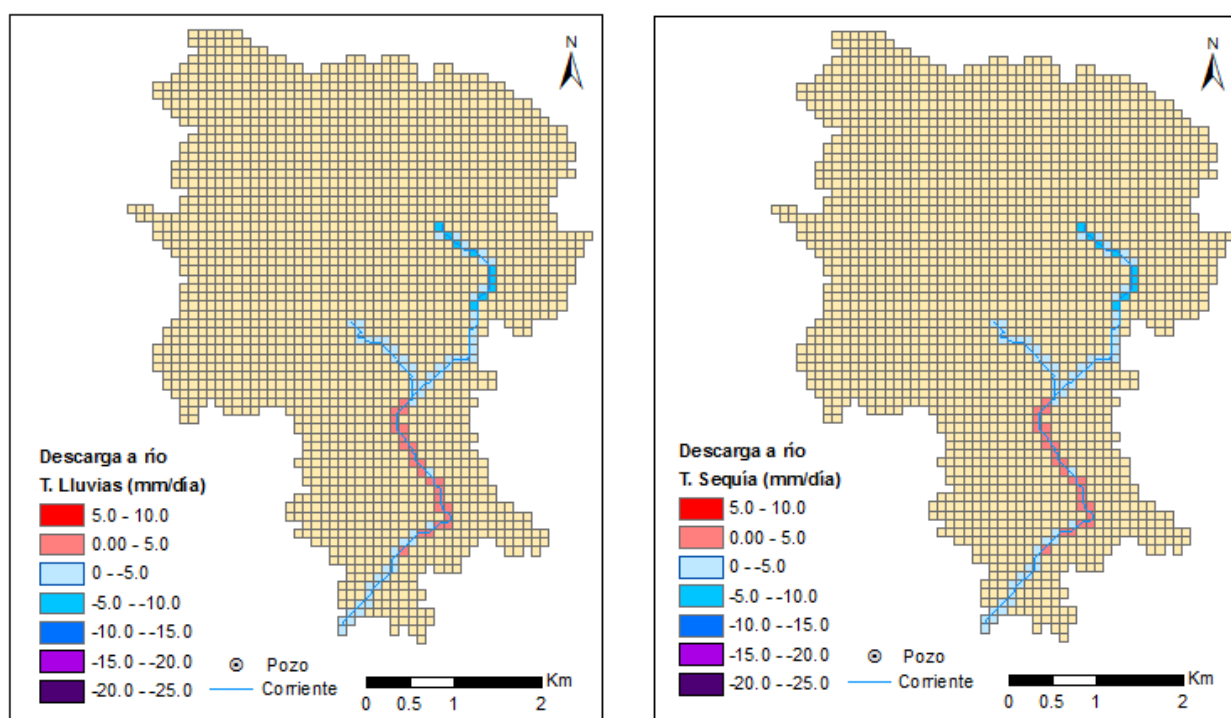 N
Descarga a río
T. Lluvias (mm/día)
5.0 - 10.0
0.00 - 5.0
0 - -5.0
-5.0 - -10.0
-10.0 - -15.0
-15.0 - -20.0
-20.0 - -25.0
Pozo
Corriente
Km
0 0.5 1 2
N
Descarga a río
T. Sequía (mm/día)
5.0 - 10.0
0.00 - 5.0
0 - -5.0
-5.0 - -10.0
-10.0 - -15.0
-15.0 - -20.0
-20.0 - -25.0
Pozo
Corriente
Km
0 0.5 1 2